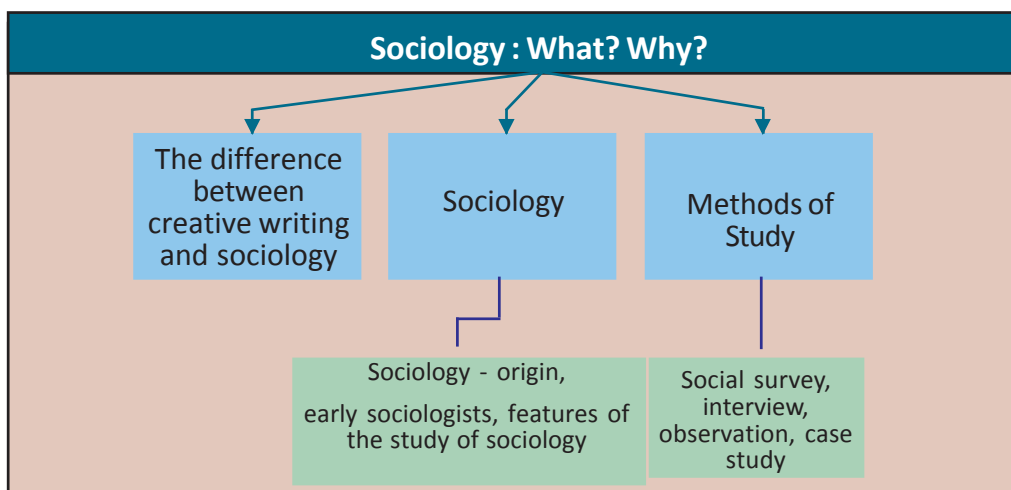 Sociology : What? Why?
The difference
between
creative writing
and sociology
Sociology
Methods of
Study
Sociology - origin,
early sociologists, features of
the study of sociology
Social survey,
interview,
observation, case
study